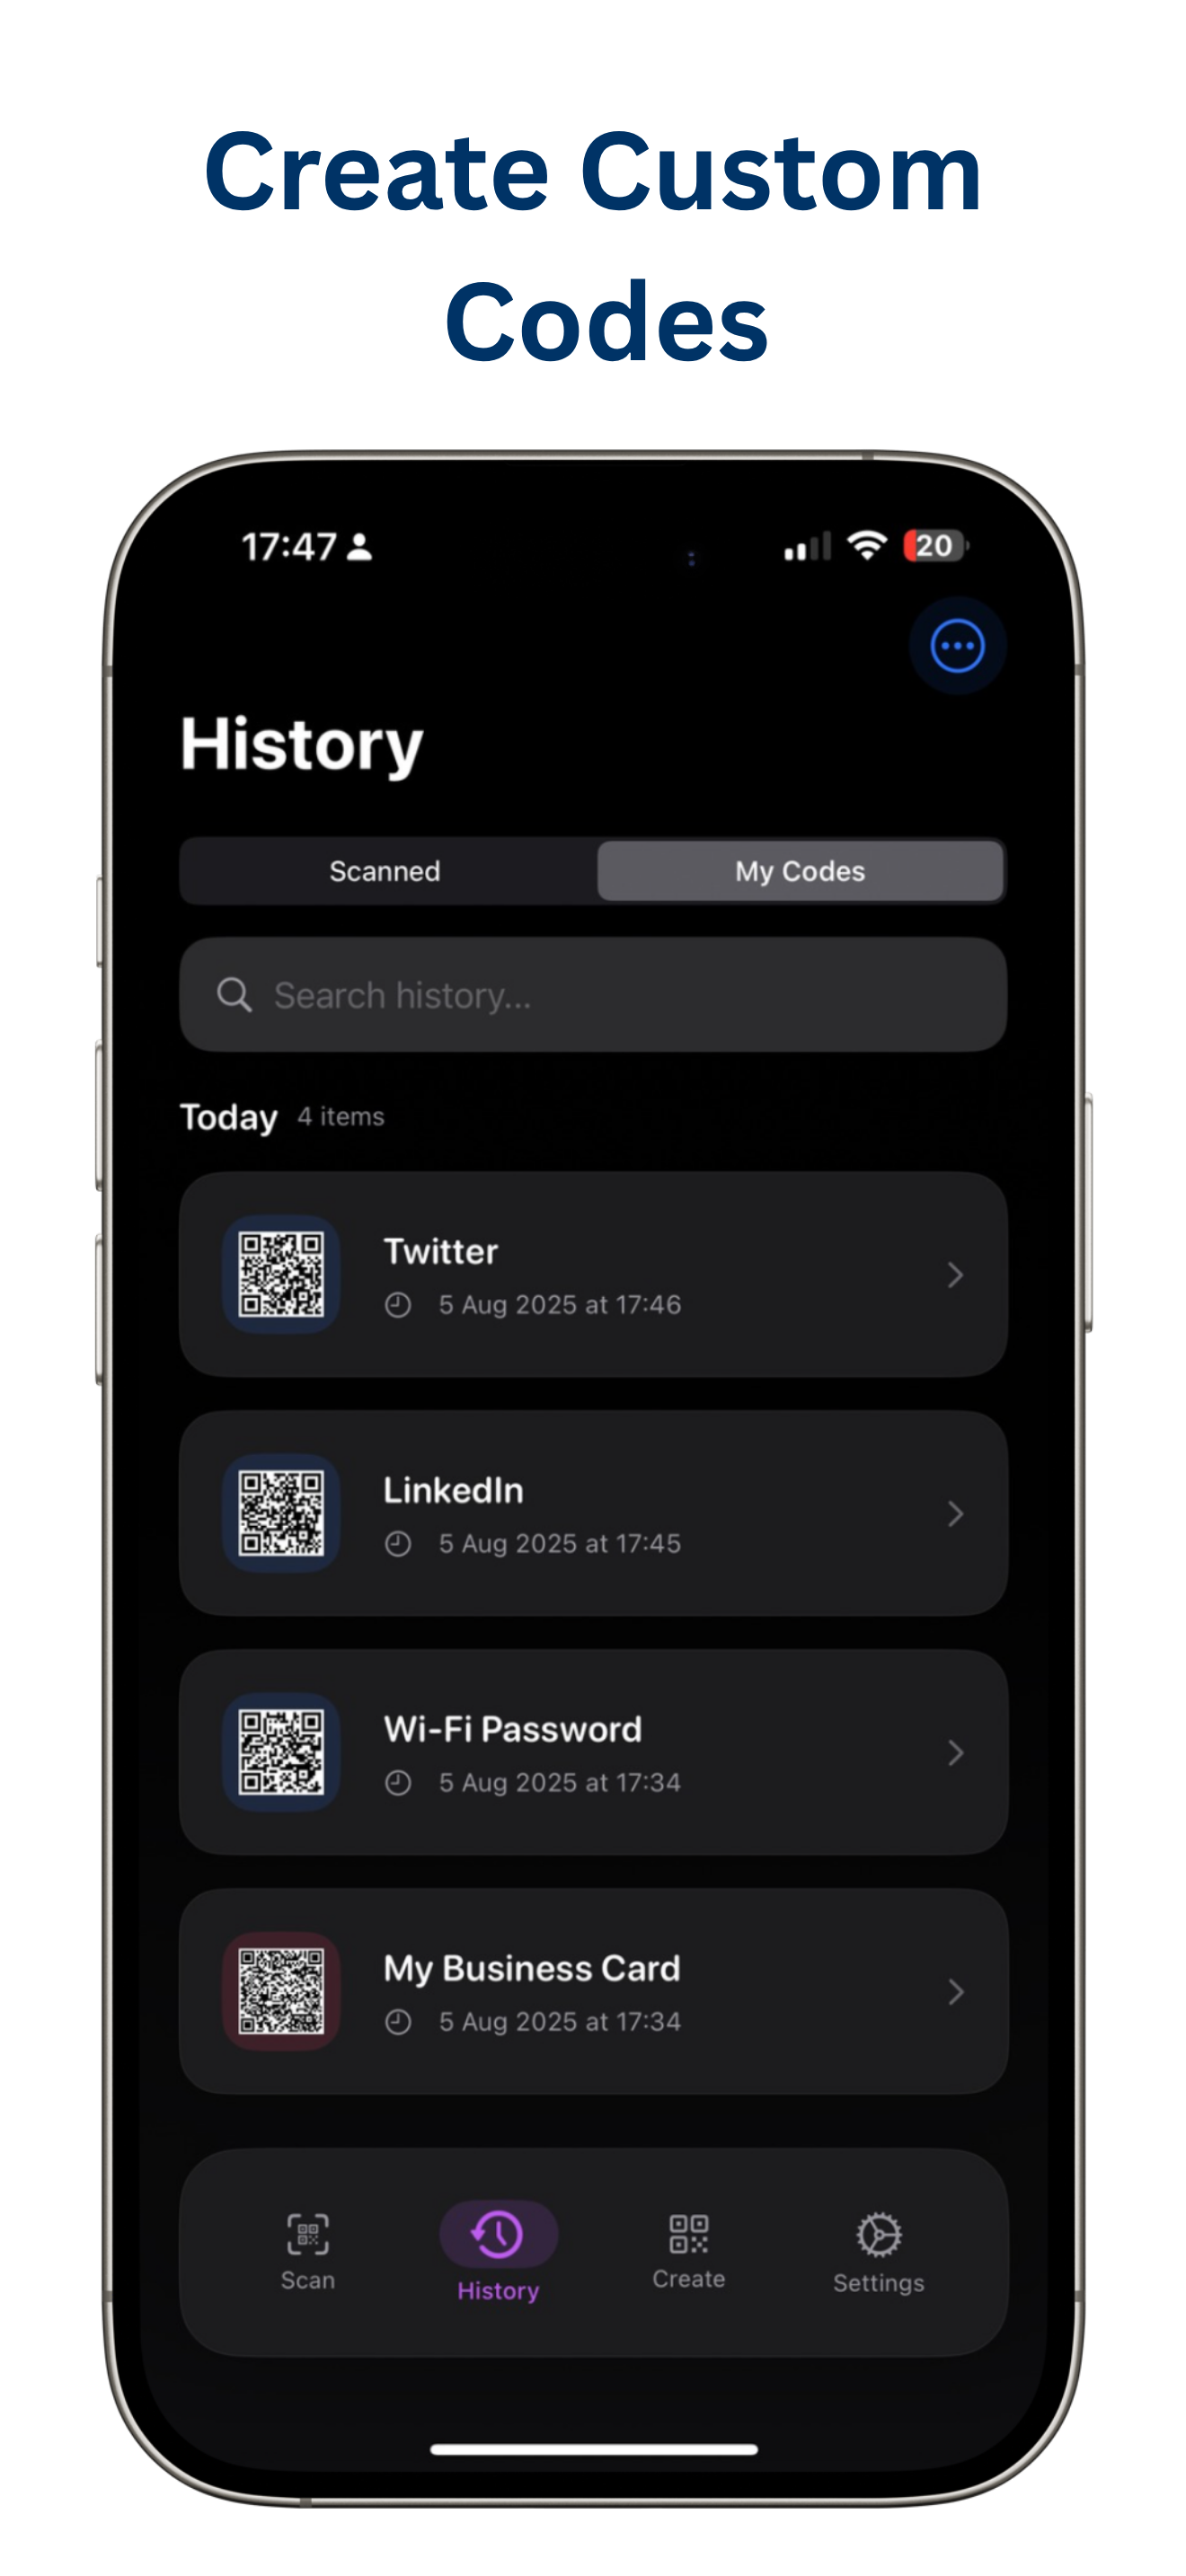 Create Custom
Codes
17:47
20
History
Scanned
My Codes
Search history...
Today 4 items
Twitter
5 Aug 2025 at 17:46
LinkedIn
5 Aug 2025 at 17:45
Wi-Fi Password
5 Aug 2025 at 17:34
My Business Card
5 Aug 2025 at 17:34
Scan
History
Create
Settings